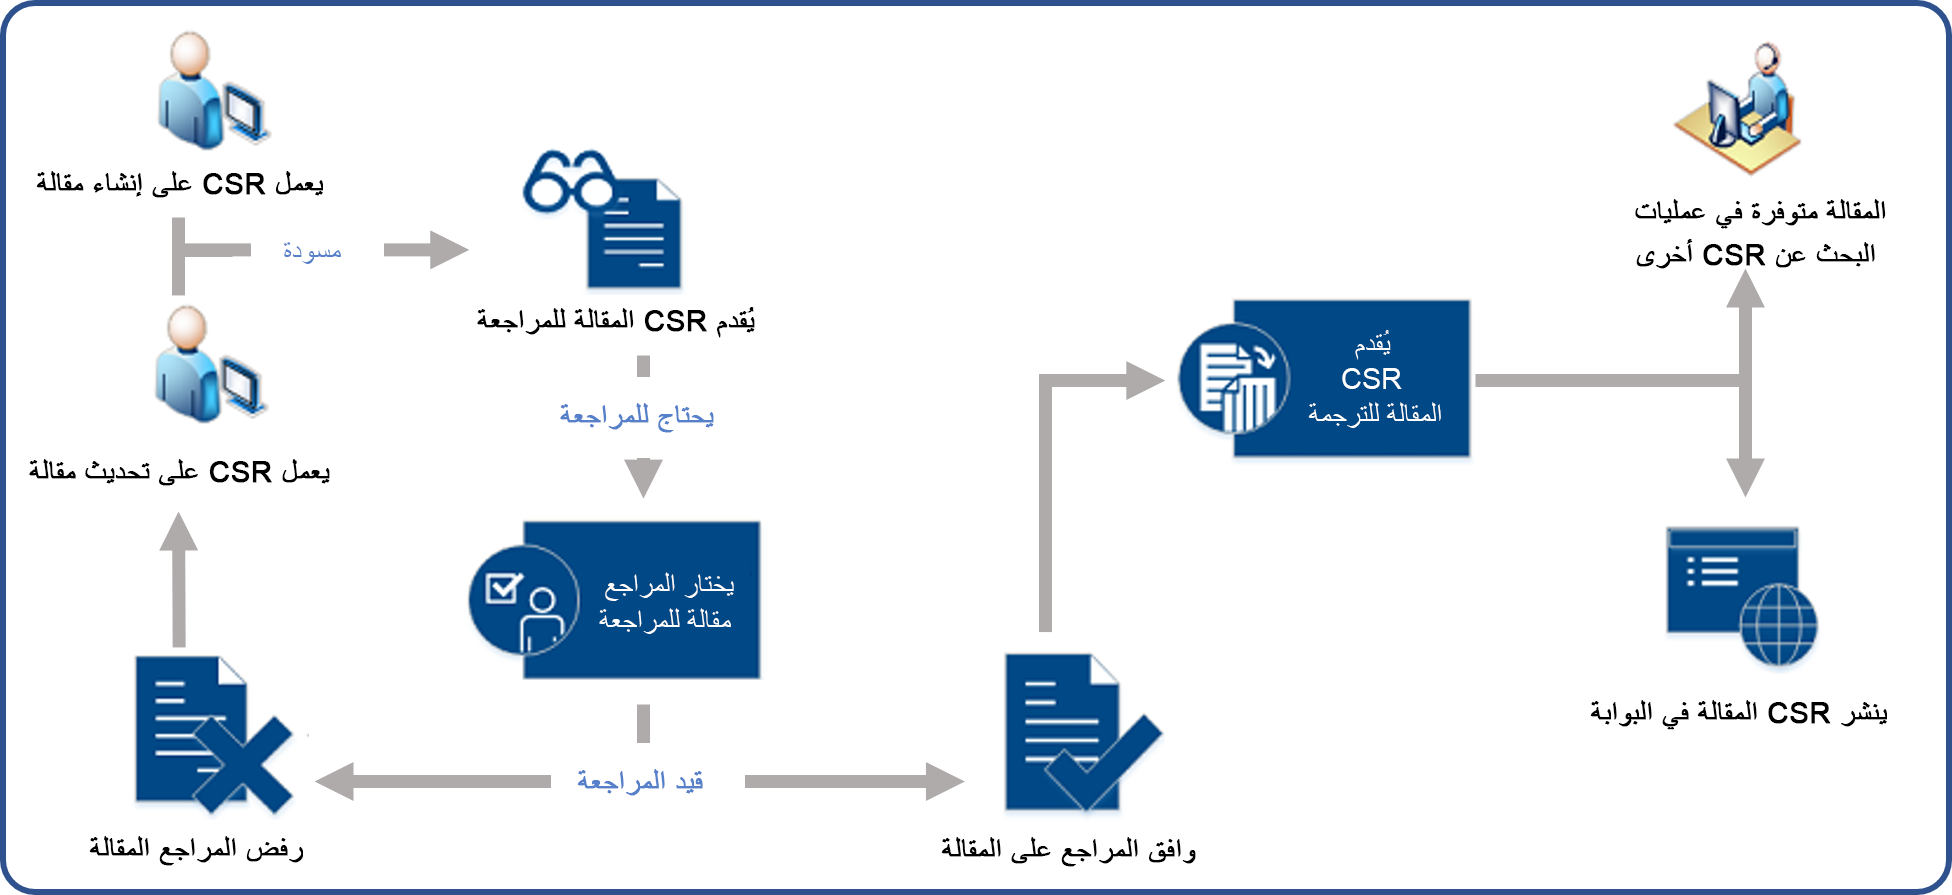 يعمل CSR على إنشاء مقالة
مسودة
يُقدم CSR المقالة للمراجعة
يحتاج للمراجعة
يعمل CSR على تحديث مقالة
يختار المراجع
مقالة للمراجعة
قيد المراجعة
رفض المراجع المقالة
وافق المراجع على المقالة
يُقدم
CSR
المقالة للترجمة
المقالة متوفرة في عمليات
البحث عن CSR أخرى
ينشر CSR المقالة في البوابة